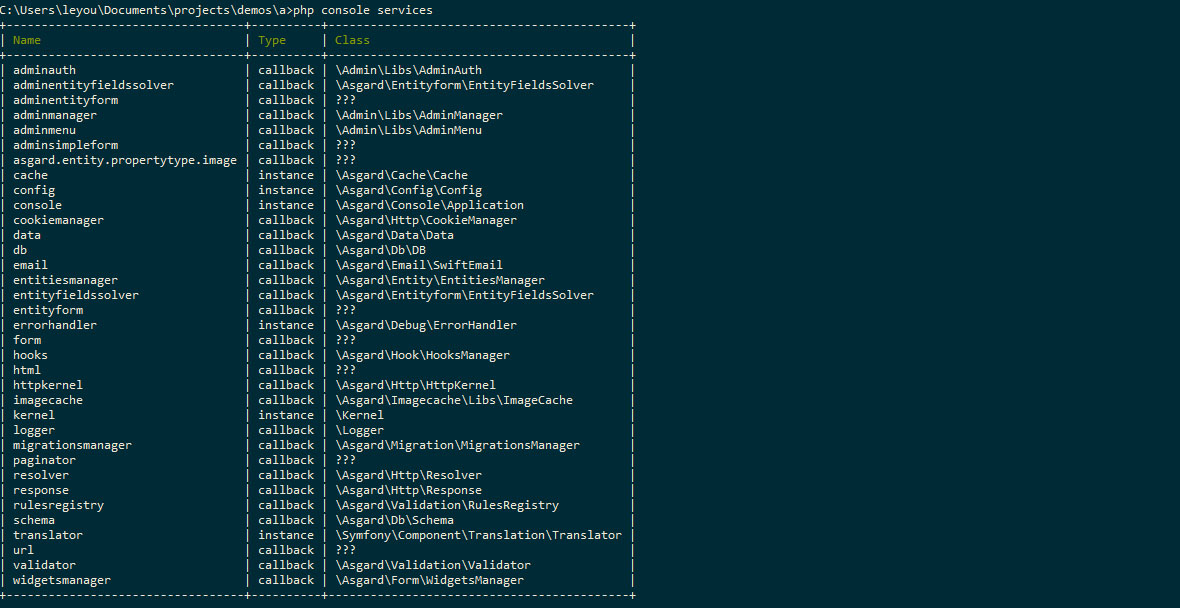 C:\Users\leyou\Documents\projects\demos\a>php console services
+----------------------------------+----------+-------------------------------------------+
| Name                             | Type     | Class                                     |
+----------------------------------+----------+-------------------------------------------+
| adminauth                        | callback | \Admin\Libs\AdminAuth                     |
| adminentityfieldssolver          | callback | \Asgard\Entityform\EntityFieldsSolver     |
| adminentityform                  | callback | ???                                       |
| adminmanager                     | callback | \Admin\Libs\AdminManager                  |
| adminmenu                        | callback | \Admin\Libs\AdminMenu                     |
| adminsimpleform                  | callback | ???                                       |
| asgard.entity.propertytype.image | callback | ???                                       |
| cache                            | instance | \Asgard\Cache\Cache                       |
| config                           | instance | \Asgard\Config\Config                     |
| console                          | instance | \Asgard\Console\Application               |
| cookiemanager                    | callback | \Asgard\Http\CookieManager                |
| data                             | callback | \Asgard\Data\Data                         |
| db                               | callback | \Asgard\Db\DB                             |
| email                            | callback | \Asgard\Email\SwiftEmail                  |
| entitiesmanager                  | callback | \Asgard\Entity\EntitiesManager            |
| entityfieldssolver               | callback | \Asgard\Entityform\EntityFieldsSolver     |
| entityform                       | callback | ???                                       |
| errorhandler                     | instance | \Asgard\Debug\ErrorHandler                |
| form                             | callback | ???                                       |
| hooks                            | callback | \Asgard\Hook\HooksManager                 |
| html                             | callback | ???                                       |
| httpkernel                       | callback | \Asgard\Http\HttpKernel                   |
| imagecache                       | callback | \Asgard\Imagecache\Libs\ImageCache        |
| kernel                           | instance | \Kernel                                   |
| logger                           | callback | \Logger                                   |
| migrationsmanager                | callback | \Asgard\Migration\MigrationsManager       |
| paginator                        | callback | ???                                       |
| resolver                         | callback | \Asgard\Http\Resolver                     |
| response                         | callback | \Asgard\Http\Response                     |
| rulesregistry                    | callback | \Asgard\Validation\RulesRegistry          |
| schema                           | callback | \Asgard\Db\Schema                         |
| translator                       | instance | \Symfony\Component\Translation\Translator |
| url                              | callback | ???                                       |
| validator                        | callback | \Asgard\Validation\Validator              |
| widgetsmanager                   | callback | \Asgard\Form\WidgetsManager               |
+----------------------------------+----------+-------------------------------------------+